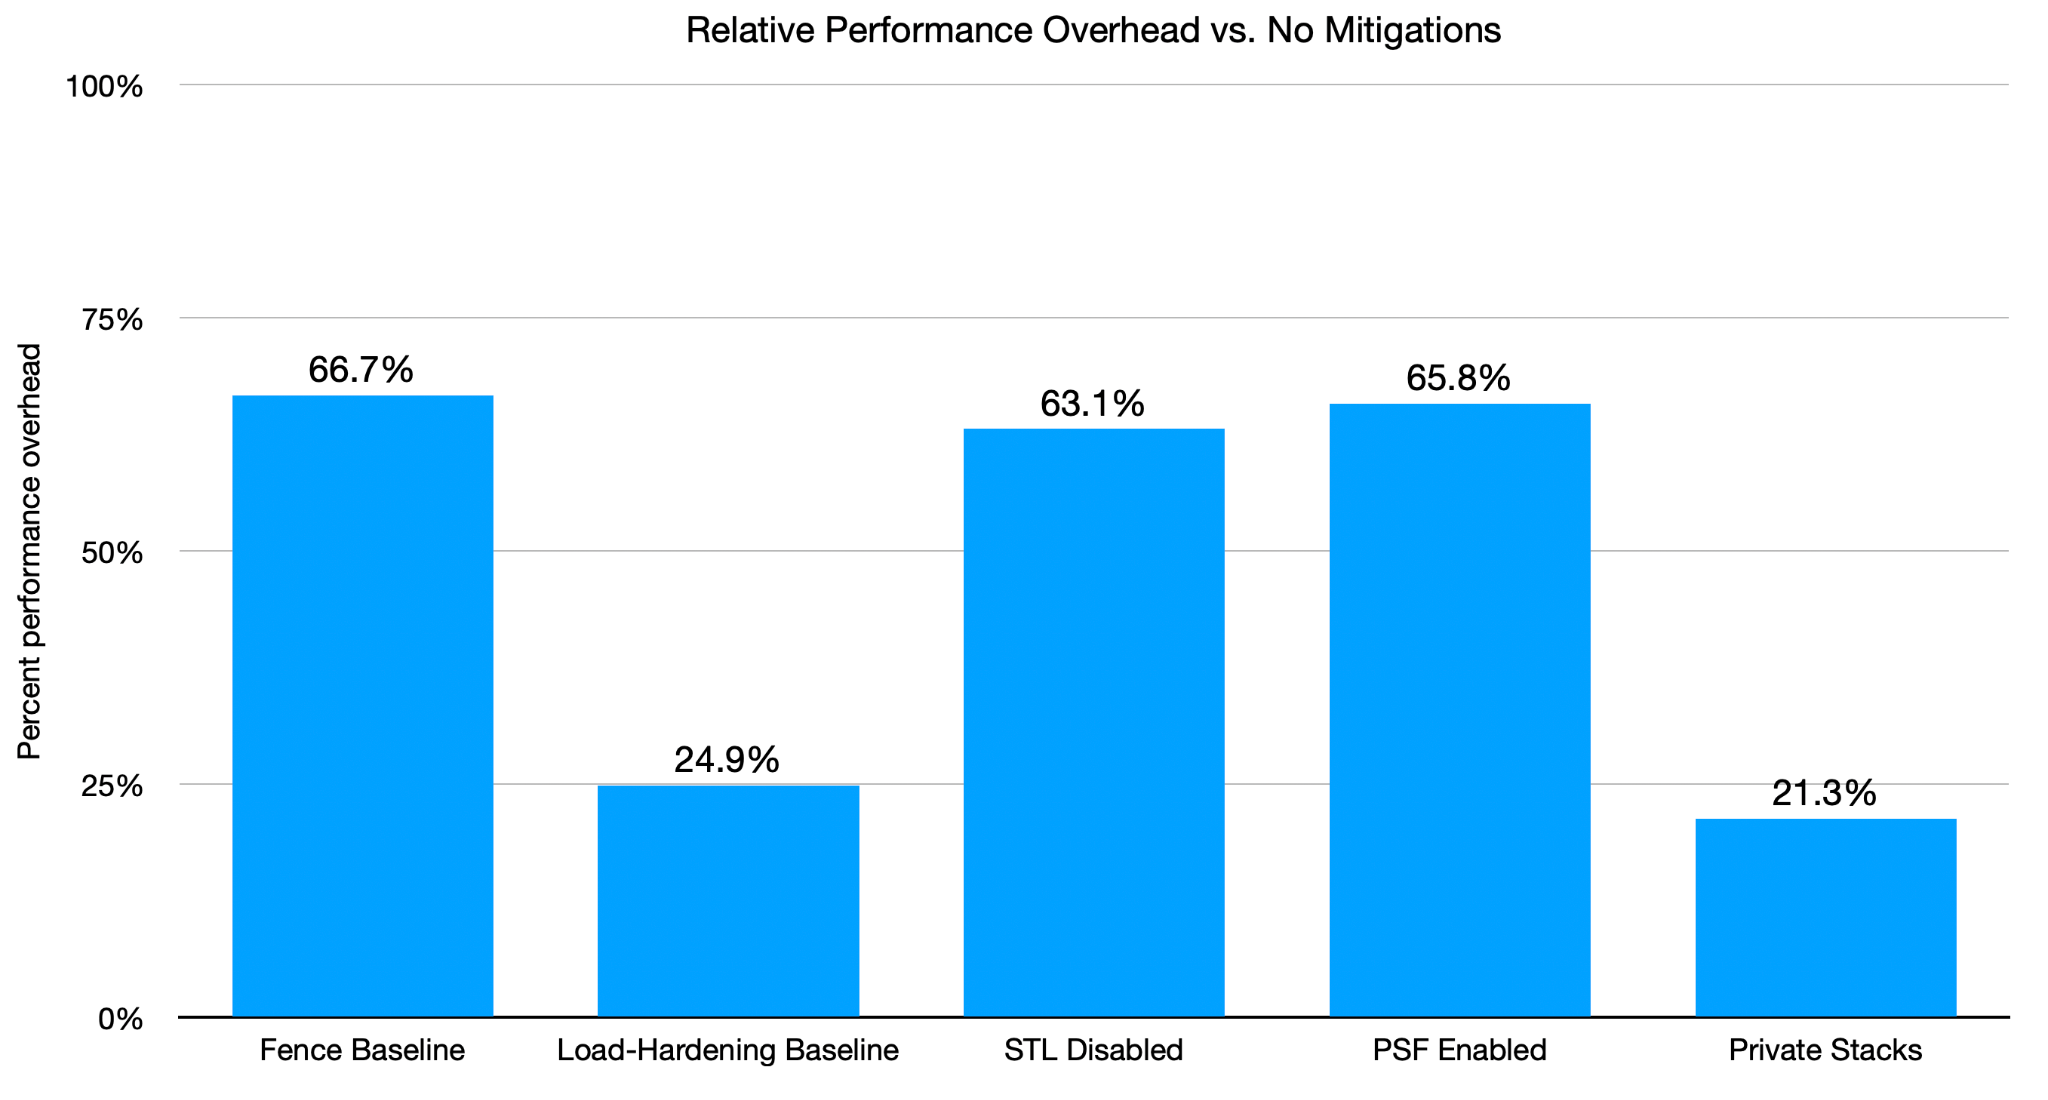 Relative Performance Overhead vs. No Mitigations
100%
75%
50%
25%
0%
Percent performance overhead
66.7%
24.9%
63.1%
65.8%
21.3%
Fence Baseline
Load-Hardening Baseline
STL Disabled
PSF Enabled
Private Stacks